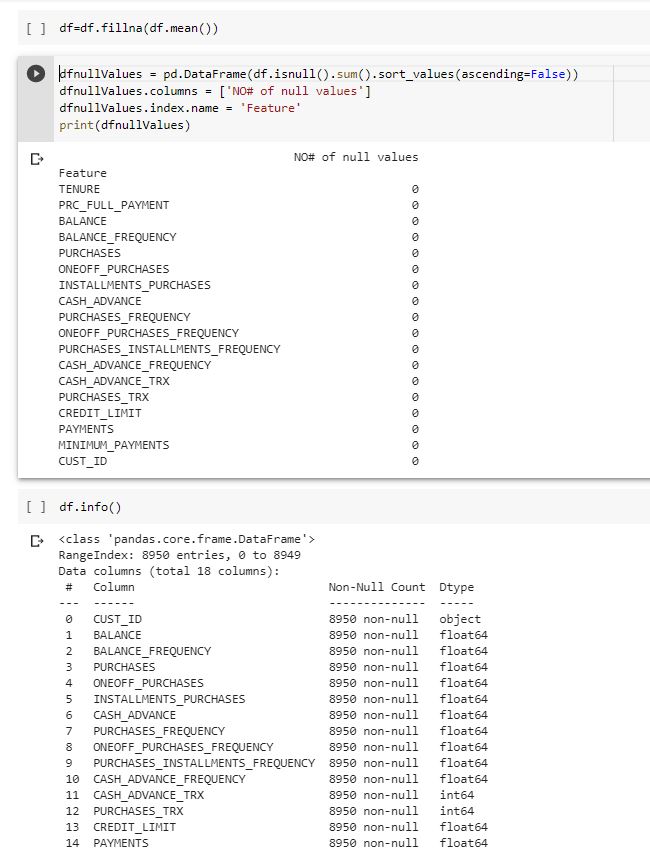 [ ] df=df.fillna(df.mean())
dfnullValues = pd.DataFrame(df.isnull().sum().sort_values(ascending=False))
dfnullValues.columns = ['NO# of null values']
dfnullValues.index.name = 'Feature'
print(dfnullValues)
NO# of null values
Feature
TENURE 0
PRC_FULL_PAYMENT 0
BALANCE 0
BALANCE_FREQUENCY 0
PURCHASES 0
ONEOFF_PURCHASES 0
INSTALLMENTS_PURCHASES 0
CASH_ADVANCE 0
PURCHASES_FREQUENCY 0
ONEOFF_PURCHASES_FREQUENCY 0
PURCHASES_INSTALLMENTS_FREQUENCY 0
CASH_ADVANCE_FREQUENCY 0
CASH_ADVANCE_TRX 0
PURCHASES_TRX 0
CREDIT_LIMIT 0
PAYMENTS 0
MINIMUM_PAYMENTS 0
CUST_ID 0
[ ] df.info()
<class 'pandas.core.frame.DataFrame'>
RangeIndex: 8950 entries, 0 to 8949
Data columns (total 18 columns):
# Column Non-Null Count Dtype
--- ------ -------------- -----
0 CUST_ID 8950 non-null object
1 BALANCE 8950 non-null float64
2 BALANCE_FREQUENCY 8950 non-null float64
3 PURCHASES 8950 non-null float64
4 ONEOFF_PURCHASES 8950 non-null float64
5 INSTALLMENTS_PURCHASES 8950 non-null float64
6 CASH_ADVANCE 8950 non-null float64
7 PURCHASES_FREQUENCY 8950 non-null float64
8 ONEOFF_PURCHASES_FREQUENCY 8950 non-null float64
9 PURCHASES_INSTALLMENTS_FREQUENCY 8950 non-null float64
10 CASH_ADVANCE_FREQUENCY 8950 non-null float64
11 CASH_ADVANCE_TRX 8950 non-null int64
12 PURCHASES_TRX 8950 non-null int64
13 CREDIT_LIMIT 8950 non-null float64
14 PAYMENTS 8950 non-null float64